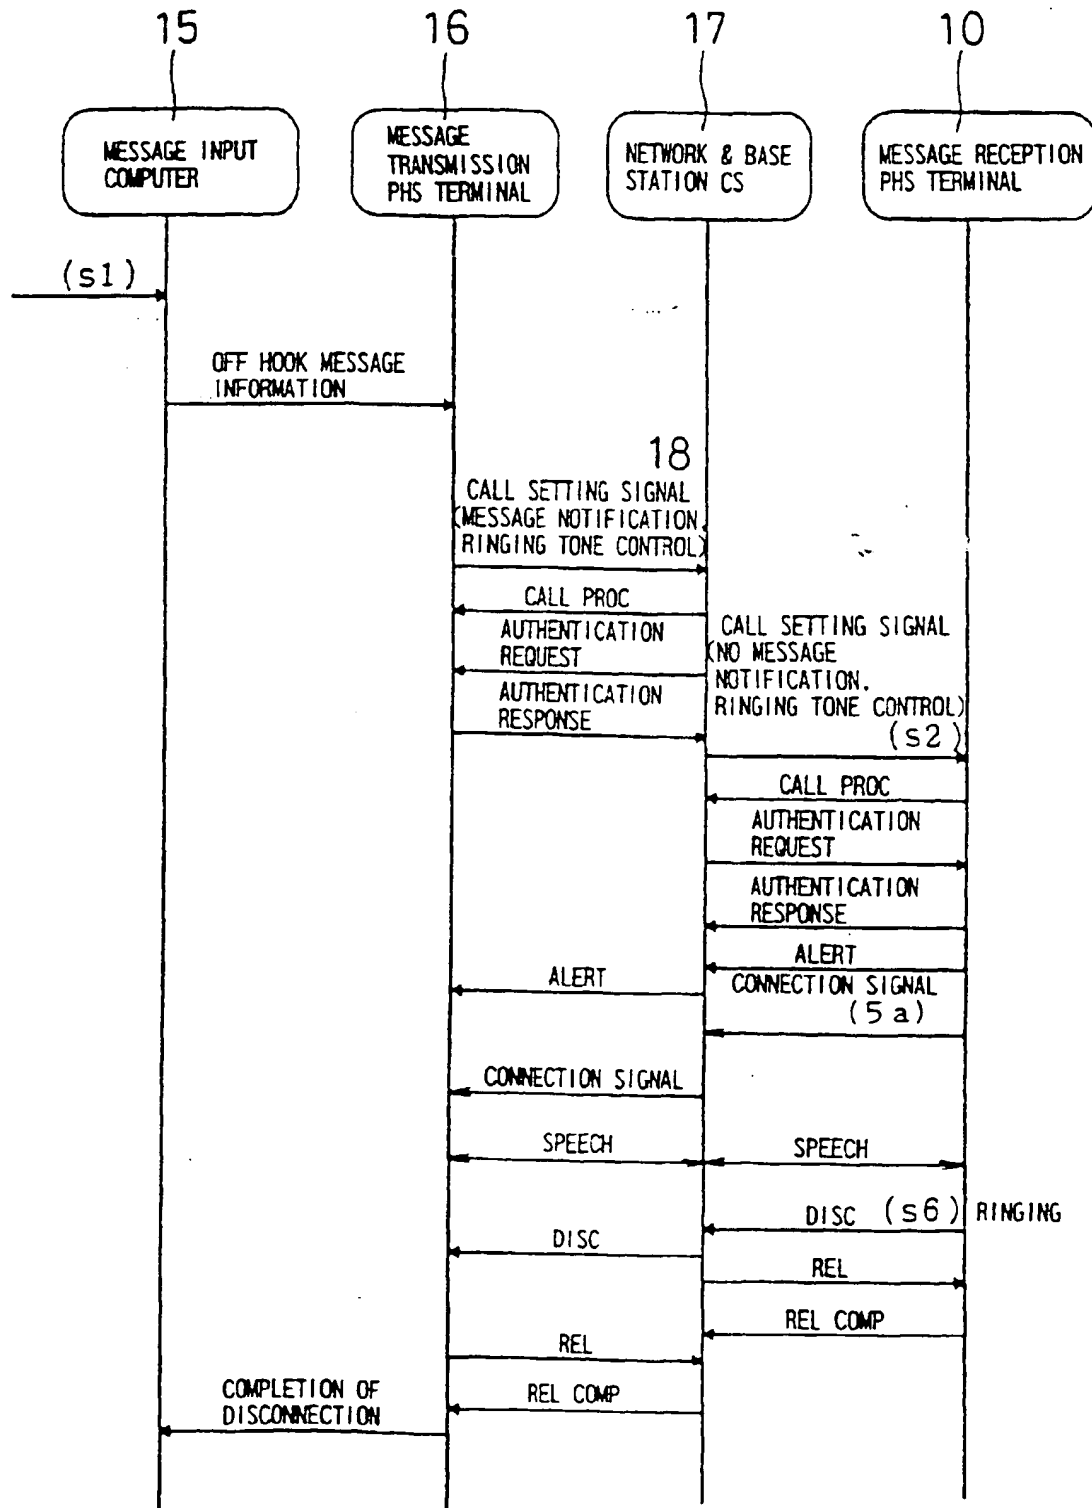 15
16
17
10
MESSAGE INPUT
COMPUTER
MESSAGE
TRANSMISSION
PHS TERMINAL
NETWORK & BASE
STATION CS
MESSAGE RECEPTION
PHS TERMINAL
(s1)
OFF HOOK MESSAGE
INFORMATION
18
CALL SETTING SIGNAL
(MESSAGE NOTIFICATION.
RINGING TONE CONTROL)
CALL PROC
AUTHENTICATION
REQUEST
AUTHENTICATION
RESPONSE
CALL SETTING SIGNAL
(NO MESSAGE
NOTIFICATION.
RINGING TONE CONTROL)
(s2)
CALL PROC
AUTHENTICATION
REQUEST
AUTHENTICATION
RESPONSE
ALERT
ALERT
CONNECTION SIGNAL
(5a)
CONNECTION SIGNAL
SPEECH
SPEECH
DISC (s6) RINGING
DISC
REL
REL COMP
REL
REL COMP
COMPLETION OF
DISCONNECTION